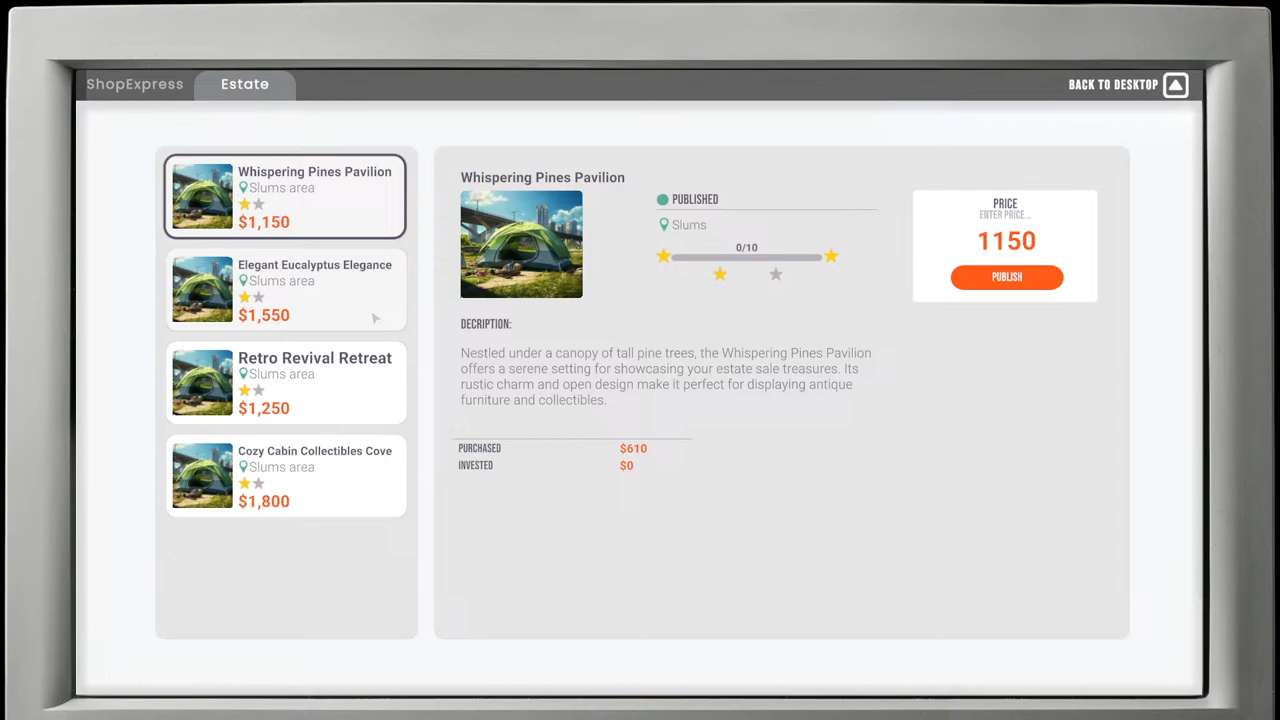 ShopExpress
Estate
BACK TO DESKTOP
Whispering Pines Pavilion
Slums area
$1,150
Elegant Eucalyptus Elegance
Slums area
$1,550
Retro Revival Retreat
Slums area
$1,250
Cozy Cabin Collectibles Cove
Slums area
$1,800
Whispering Pines Pavilion
PUBLISHED
Slums
0/10
PRICE
ENTER PRICE...
1150
PUBLISH
DECRIPTION:
Nestled under a canopy of tall pine trees, the Whispering Pines Pavilion
offers a serene setting for showcasing your estate sale treasures. Its
rustic charm and open design make it perfect for displaying antique
furniture and collectibles.
PURCHASED $610
INVESTED $0